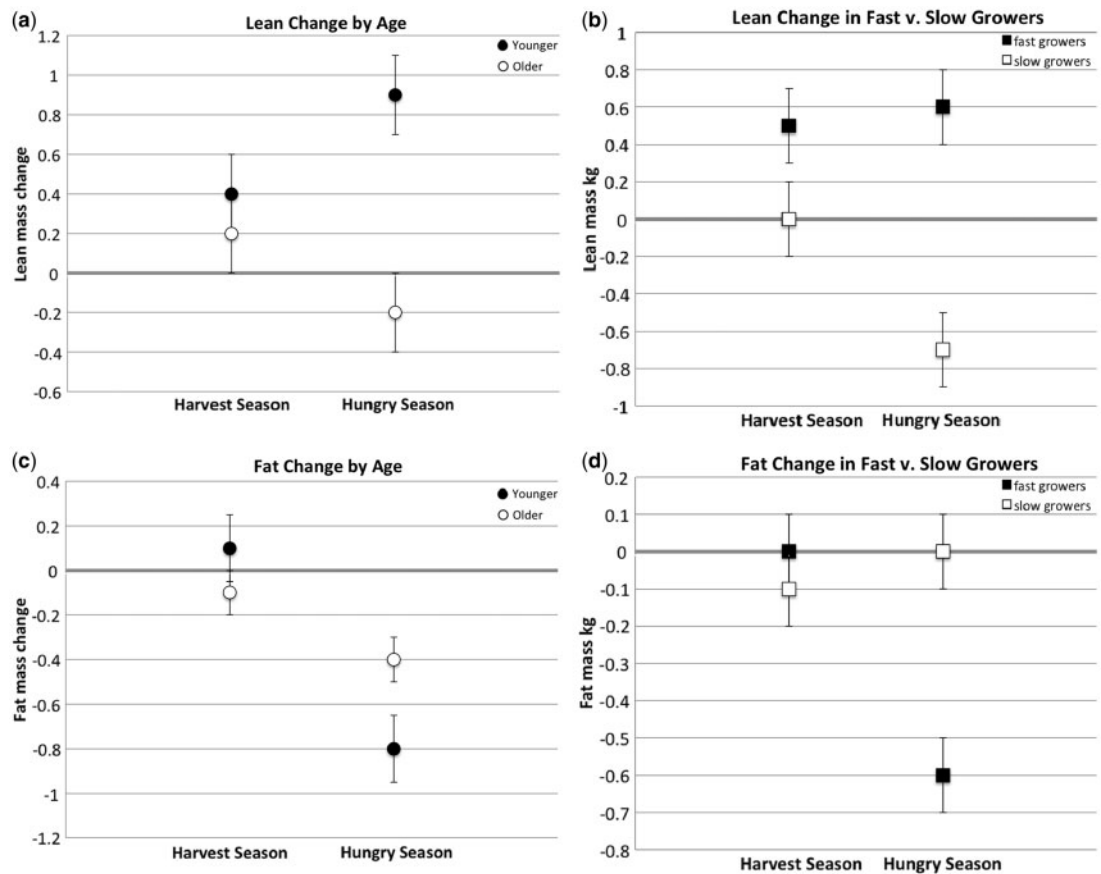 (a)
Lean Change by Age
Younger
Older
Lean mass change
1.2
1
0.8
0.6
0.4
0.2
0
-0.2
-0.4
-0.6
Harvest Season
Hungry Season
(b)
Lean Change in Fast v. Slow Growers
fast growers
slow growers
Lean mass kg
1
0.8
0.6
0.4
0.2
0
-0.2
-0.4
-0.6
-0.8
-1
Harvest Season
Hungry Season
(c)
Fat Change by Age
Younger
Older
Fat mass change
0.4
0.2
0
-0.2
-0.4
-0.6
-0.8
-1
-1.2
Harvest Season
Hungry Season
(d)
Fat Change in Fast v. Slow Growers
fast growers
slow growers
Fat mass kg
0.2
0.1
0
-0.1
-0.2
-0.3
-0.4
-0.5
-0.6
-0.7
-0.8
Harvest Season
Hungry Season